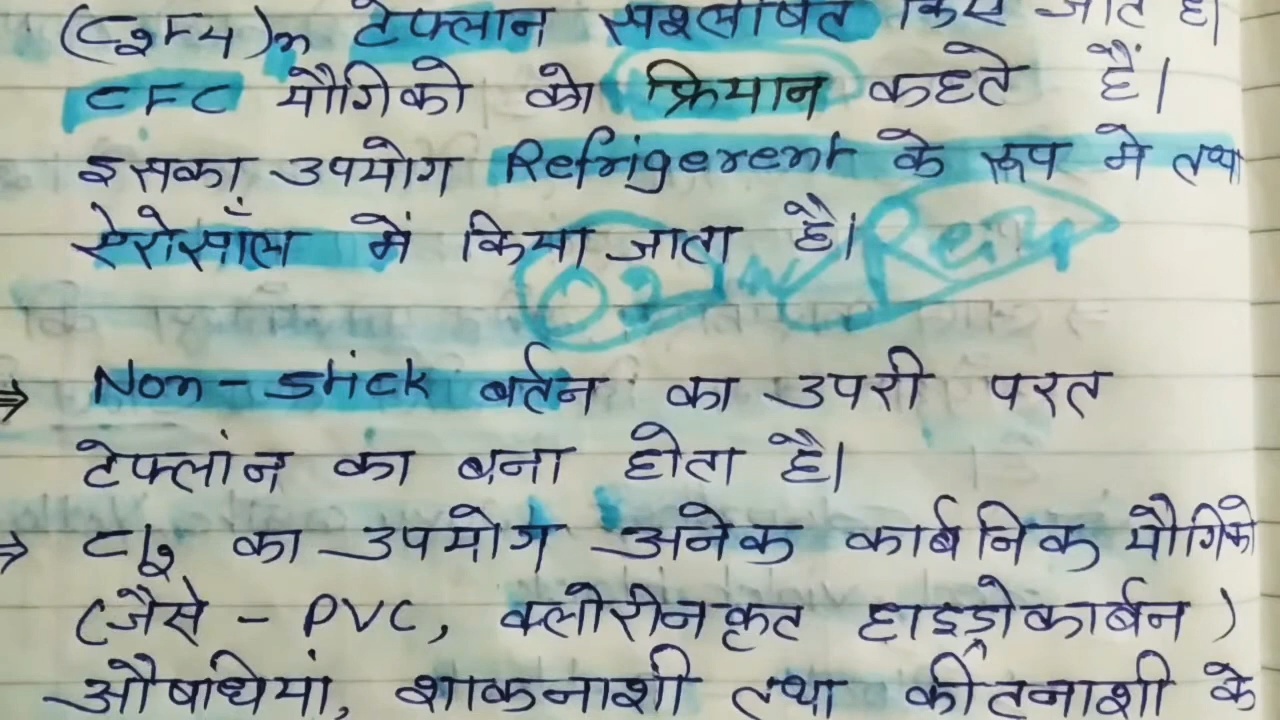 (C2F4)n टेफ्लान संश्लेषित किए जाते है।
CFC यौगिको को फ्रियान कहते हैं।
इसका उपयोग Refrigerent के रूप मे तथा
ऐरोसॉल में किया जाता है।
Non-stick बर्तन का उपरी परत
टेफ्लांन का बना होता है।
⇒ Cl2 का उपयोग अनेक कार्बनिक यौगिको
(जैसे - PVC, क्लोरीनकृत हाइड्रोकार्बन)
औषधियां, शाकनाशी तथा कीटनाशी के